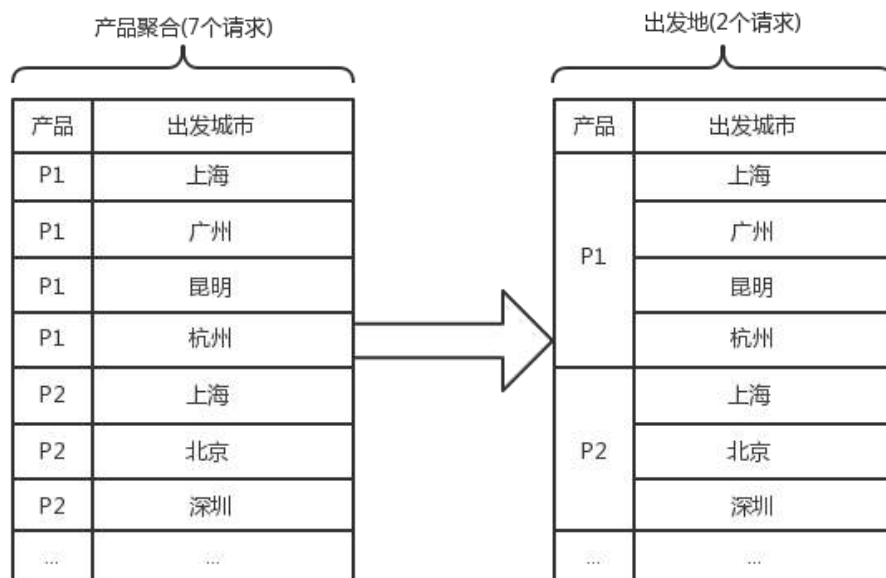 产品聚合(7个请求)
产品 出发城市
P1 上海
P1 广州
P1 昆明
P1 杭州
P2 上海
P2 北京
P2 深圳
... ...
出发地(2个请求)
产品 出发城市
P1
上海
广州
昆明
杭州
P2
上海
北京
深圳
... ...